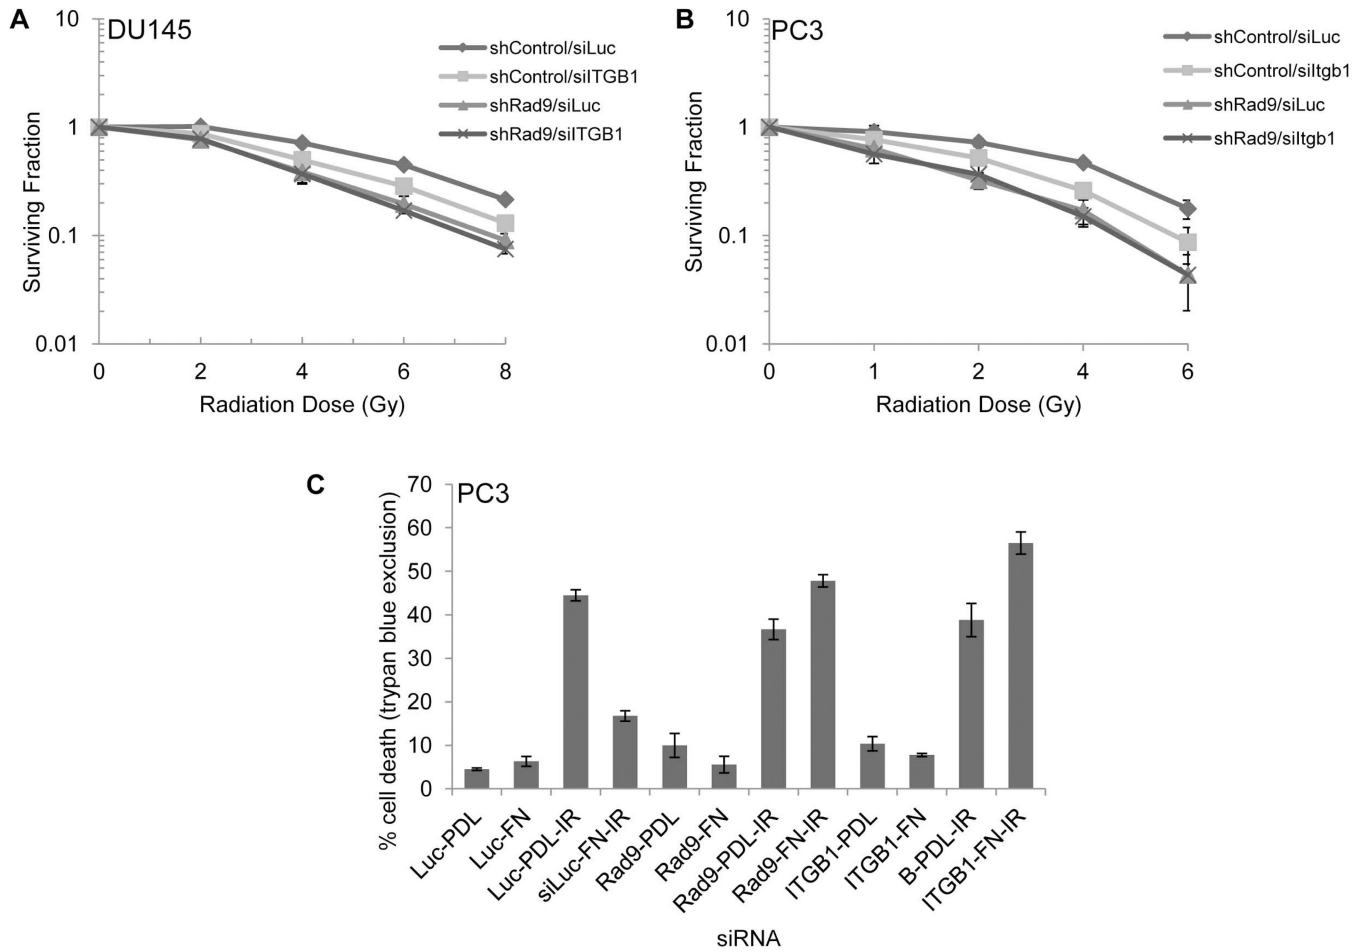 A
DU145
10
1
0.1
0.01
Surviving Fraction
0 2 4 6 8
Radiation Dose (Gy)
shControl/siLuc
shControl/siITGB1
shRad9/siLuc
shRad9/siITGB1
B
PC3
10
1
0.1
0.01
Surviving Fraction
0 1 2 4 6
Radiation Dose (Gy)
shControl/siLuc
shControl/siItgb1
shRad9/siLuc
shRad9/siItgb1
C
PC3
70
60
50
40
30
20
10
0
% cell death (trypan blue exclusion)
Luc-PDL
Luc-FN
Luc-PDL-IR
siLuc-FN-IR
Rad9-PDL
Rad9-FN
Rad9-PDL-IR
Rad9-FN-IR
ITGB1-PDL
ITGB1-FN
B-PDL-IR
ITGB1-FN-IR
siRNA